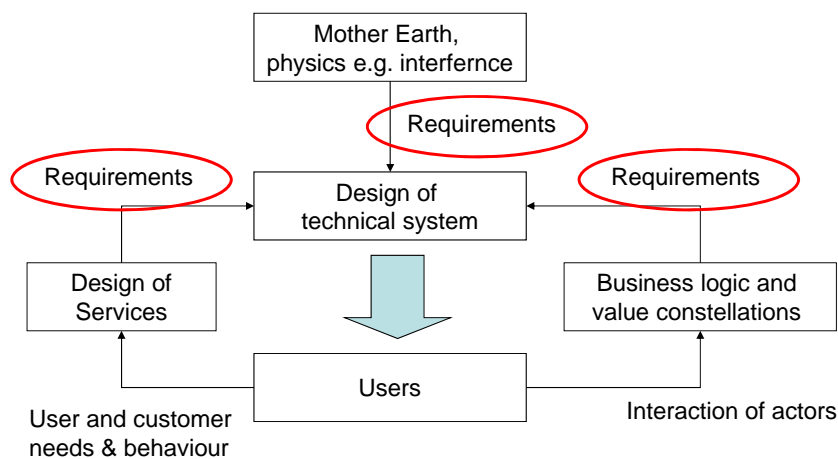 Mother Earth,
physics e.g. interfernce
Requirements
Requirements
Requirements
Design of
technical system
Design of
Services
Business logic and
value constellations
Users
User and customer
needs & behaviour
Interaction of actors